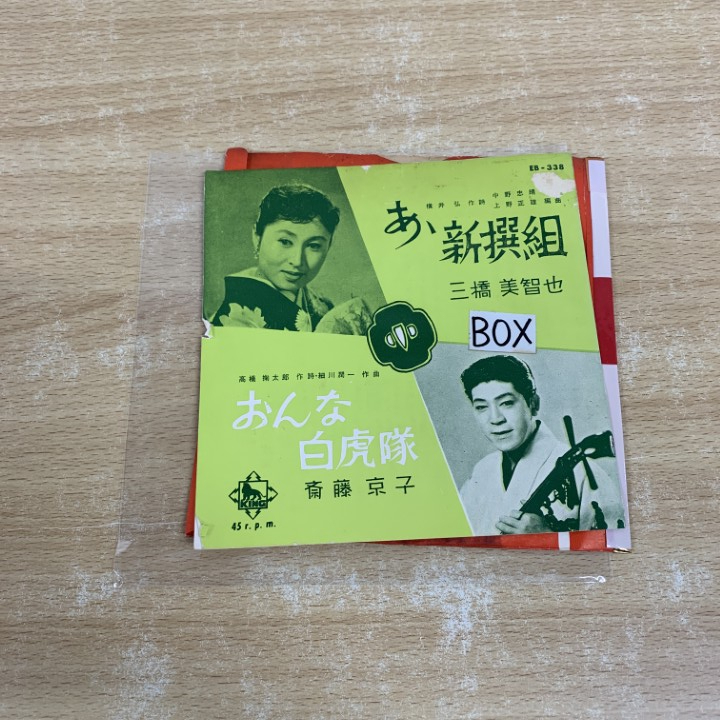 EB-338
横井 弘 作詩
中野忠晴
上野正雄 編曲
あゝ新撰組
三橋 美智也
BOX
高橋 掬太郎 作詩・細川潤一 作曲
おんな
白虎隊
斎藤 京子
KING
45 r. p. m.